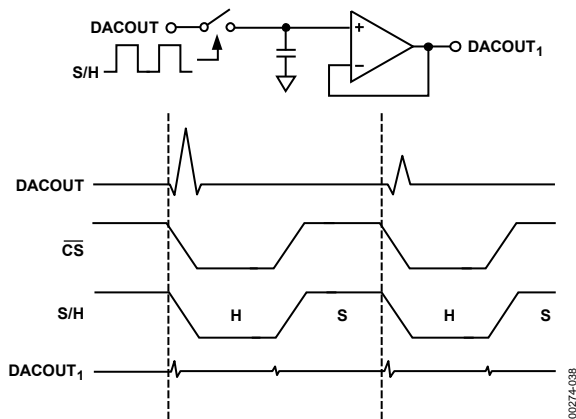 DACOUT
DACOUT1
S/H
DACOUT
CS
S/H H S H S
DACOUT1
00274-038